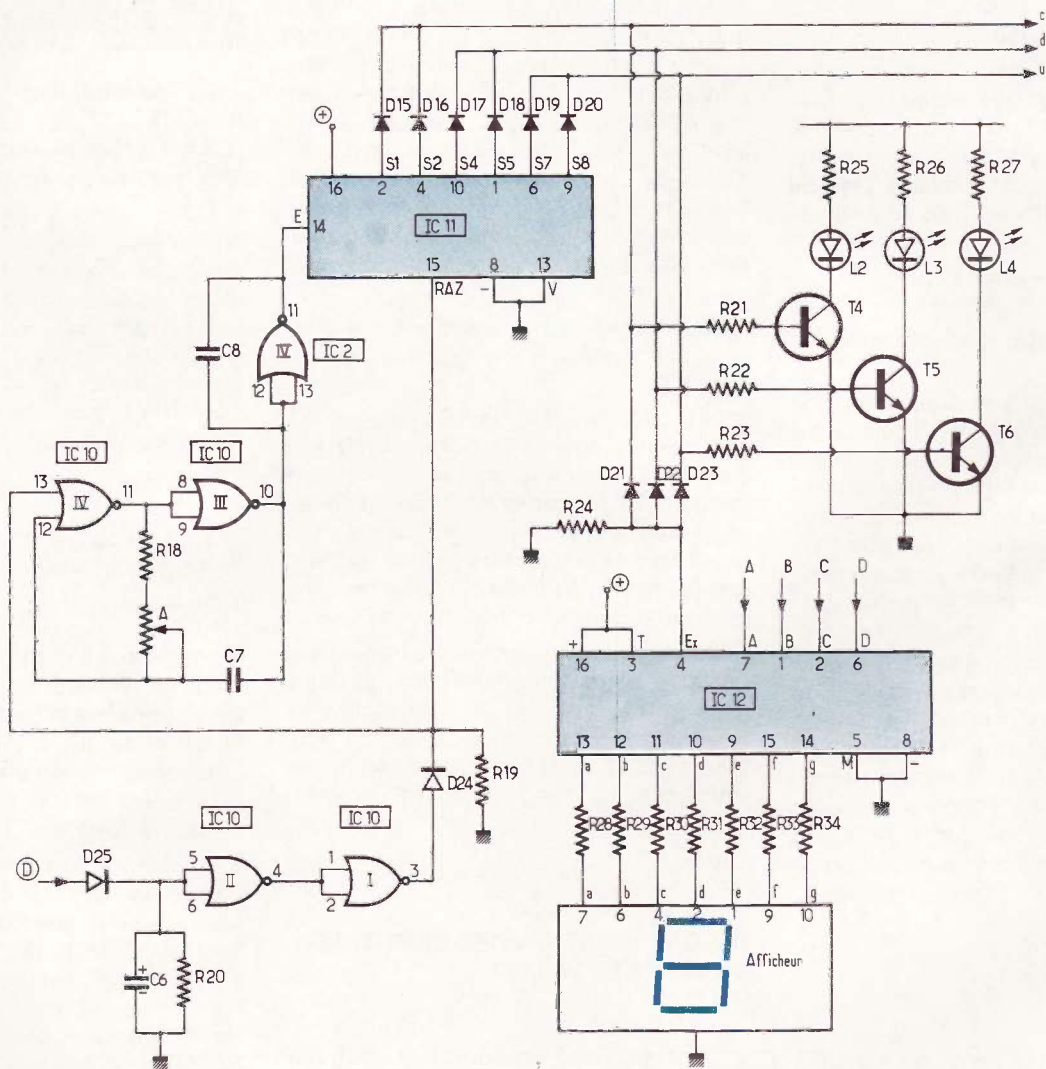 c
d
u
D15 D16 D17 D18 D19 D20
+
S1 S2 S4 S5 S7 S8
16 2 4 10 1 6 9
E 14
IC 11
15 8 13
RAZ - V
R25 R26 R27
L2 L3 L4
11
C8
IV
IC 2
12 13
R21 T4
R22 T5
R23 T6
IC 10 IC 10
13 IV 11 8 III 10
12 9
R18
A
C7
D21 D22 D23
R24
+
A B C D
+ T Ex A B C D
16 3 4 7 1 2 6
IC 12
13 12 11 10 9 15 14 5 8
a b c d e f g M -
D24 R19
R28 R29 R30 R31 R32 R33 R34
IC 10 IC 10
D D25 5 II 4 1 I 3
6 2
C6 + - R20
a b c d e f g
7 6 4 2 1 9 10
Afficheur